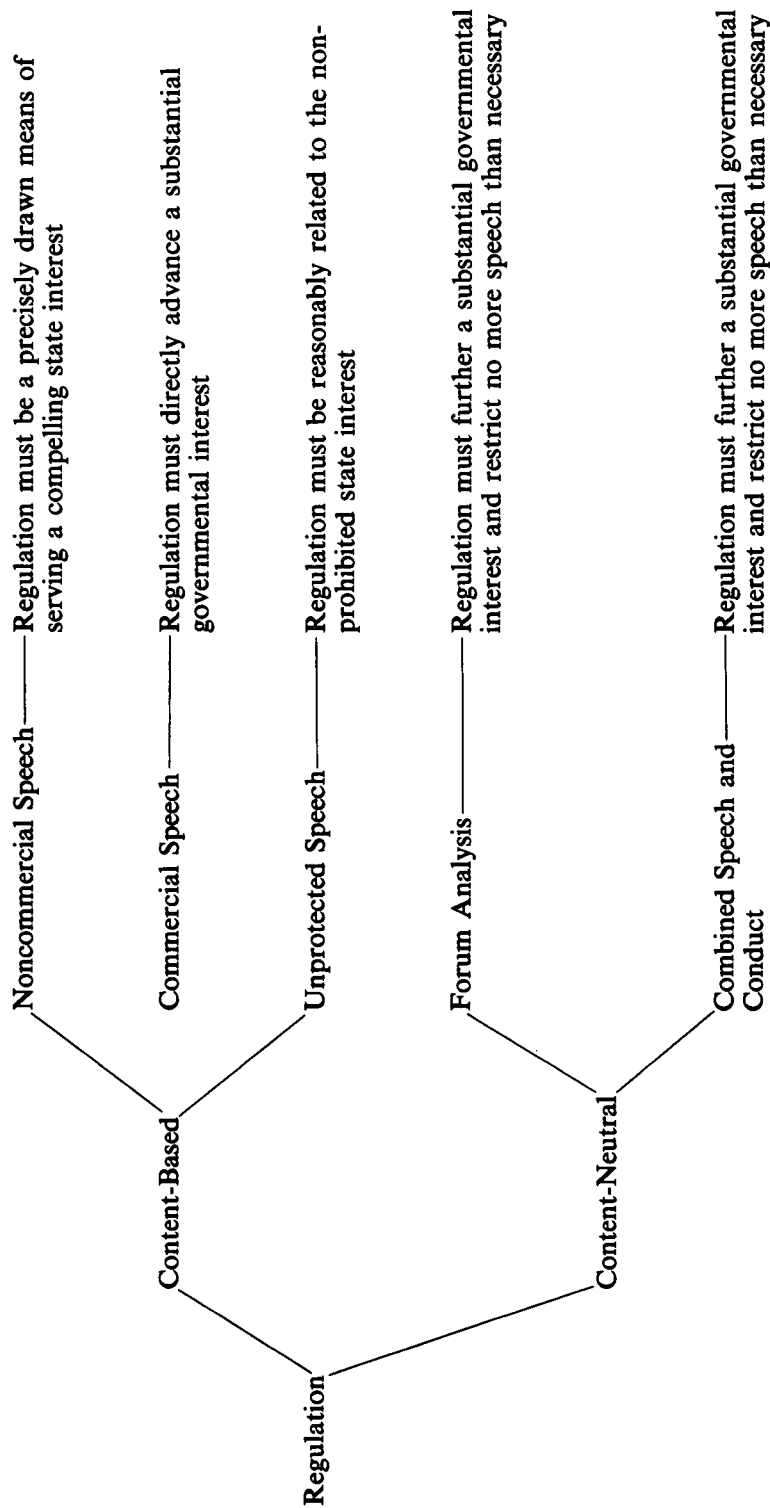 Regulation
Content-Based
Noncommercial Speech
Regulation must be a precisely drawn means of
serving a compelling state interest
Commercial Speech
Regulation must directly advance a substantial
governmental interest
Unprotected Speech
Regulation must be reasonably related to the non-
prohibited state interest
Content-Neutral
Forum Analysis
Regulation must further a substantial governmental
interest and restrict no more speech than necessary
Combined Speech and
Conduct
Regulation must further a substantial governmental
interest and restrict no more speech than necessary